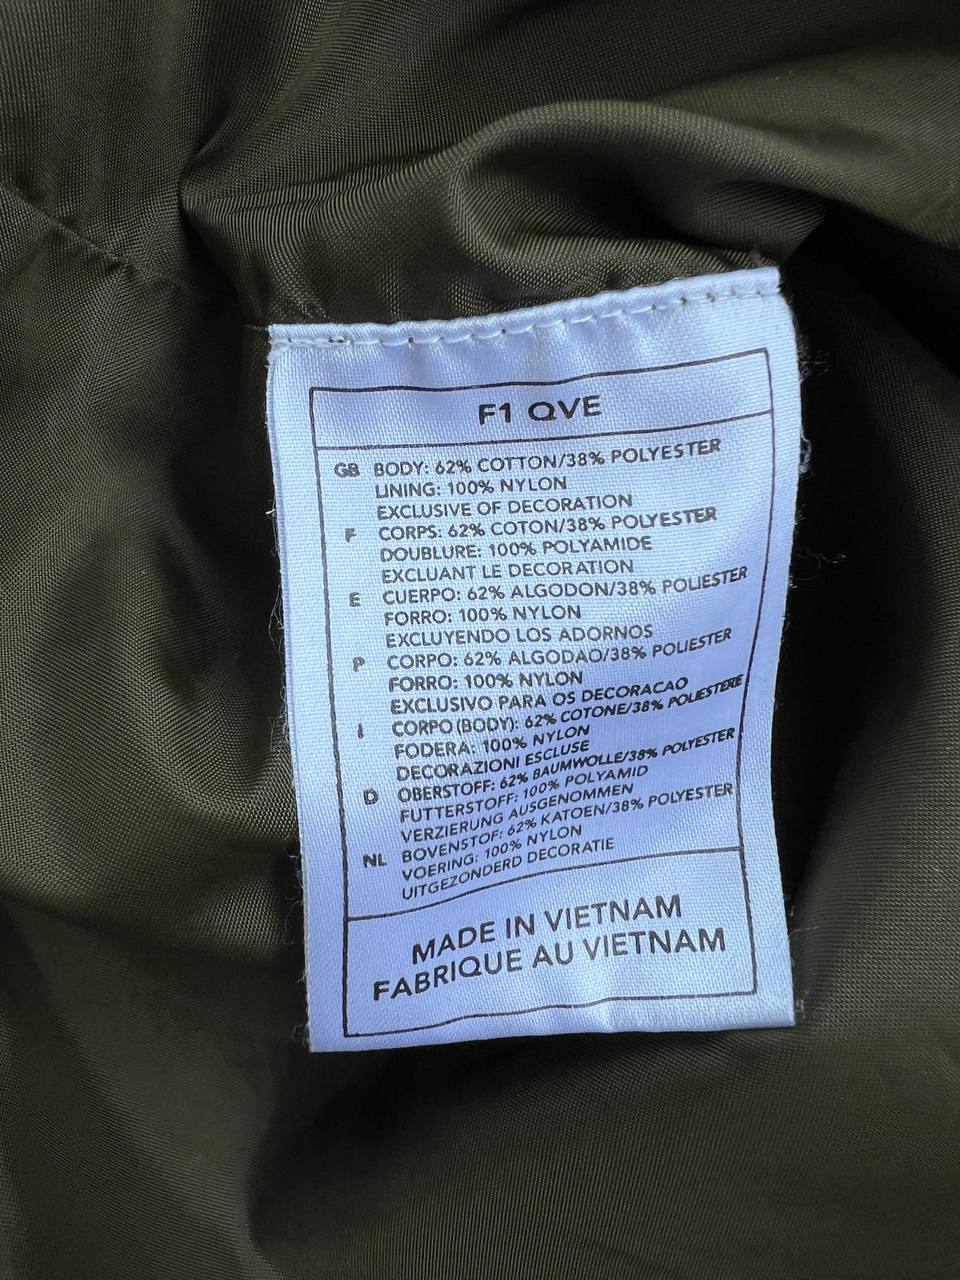 F1 QVE
GB BODY: 62% COTTON/38% POLYESTER
LINING: 100% NYLON
EXCLUSIVE OF DECORATION
F CORPS: 62% COTON/38% POLYESTER
DOUBLURE: 100% POLYAMIDE
EXCLUANT LE DECORATION
E CUERPO: 62% ALGODON/38% POLIESTER
FORRO: 100% NYLON
EXCLUYENDO LOS ADORNOS
P CORPO: 62% ALGODAO/38% POLIESTER
FORRO: 100% NYLON
EXCLUSIVO PARA OS DECORACAO
I CORPO (BODY): 62% COTONE/38% POLIESTERE
FODERA: 100% NYLON
DECORAZIONI ESCLUSE
D OBERSTOFF: 62% BAUMWOLLE/38% POLYESTER
FUTTERSTOFF: 100% POLYAMID
VERZIERUNG AUSGENOMMEN
NL BOVENSTOF: 62% KATOEN/38% POLYESTER
VOERING: 100% NYLON
UITGEZONDERD DECORATIE
MADE IN VIETNAM
FABRIQUE AU VIETNAM